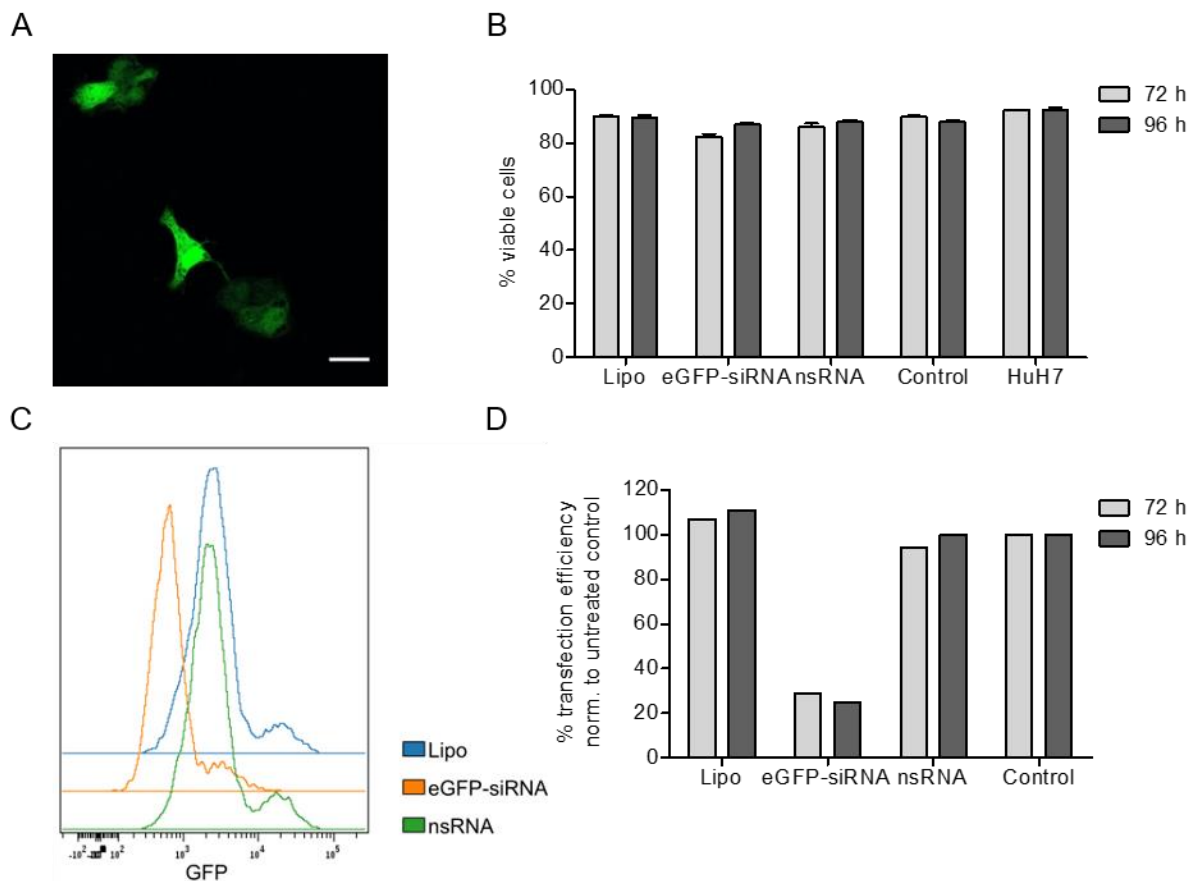 A
B
% viable cells
100
80
60
40
20
0
Lipo
eGFP-siRNA
nsRNA
Control
HuH7
72 h
96 h
C
10²
10³
10⁴
10⁵
GFP
Lipo
eGFP-siRNA
nsRNA
D
% transfection efficiency
norm. to untreated control
120
100
80
60
40
20
0
Lipo
eGFP-siRNA
nsRNA
Control
72 h
96 h